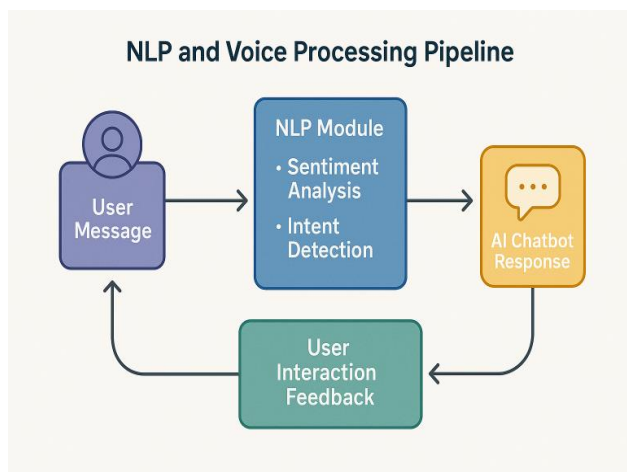 NLP and Voice Processing Pipeline
User
Message
NLP Module
• Sentiment
Analysis
• Intent
Detection
AI Chatbot
Response
User
Interaction
Feedback